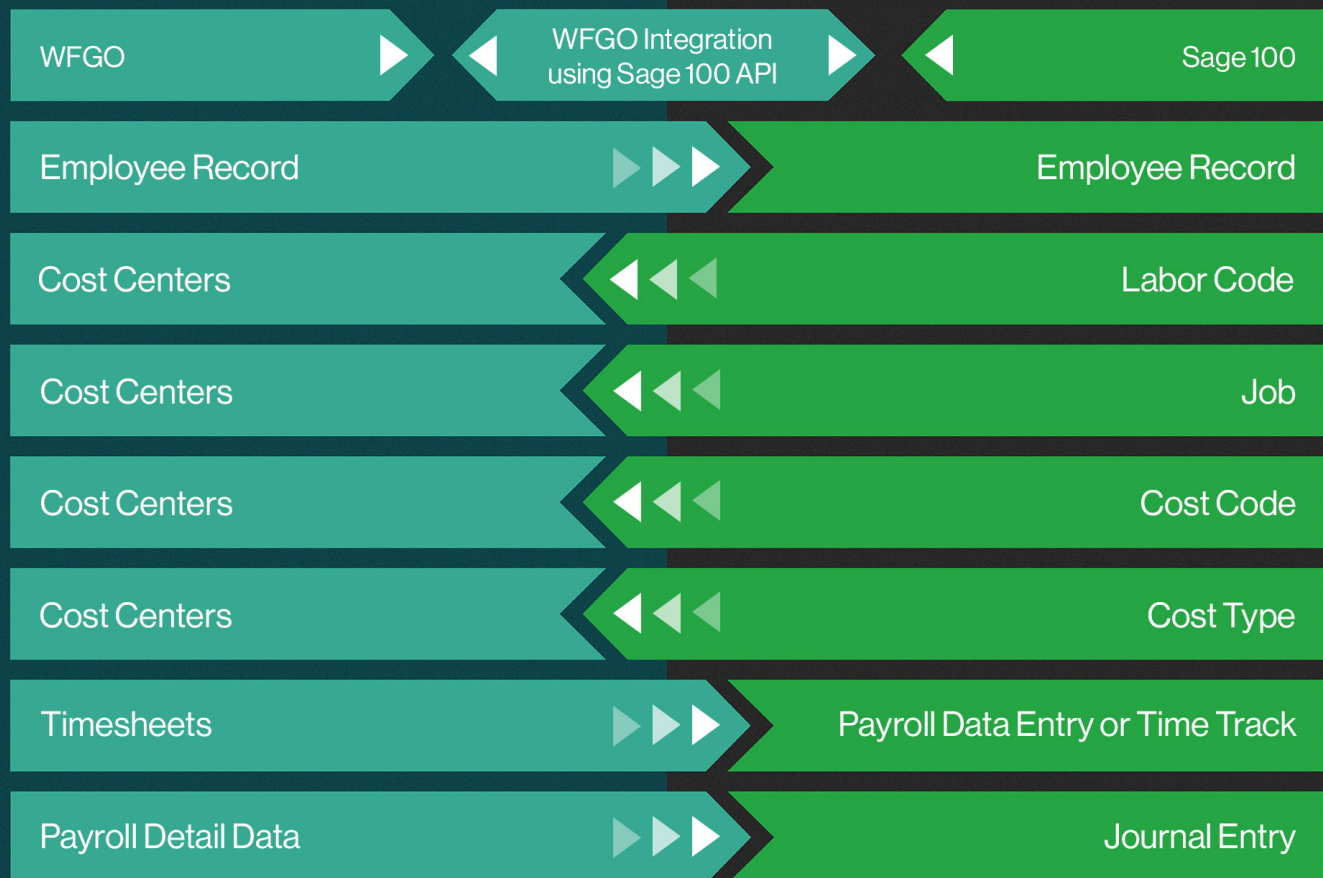 WFGO
WFGO Integration
using Sage 100 API
Sage 100
Employee Record
Employee Record
Cost Centers
Labor Code
Cost Centers
Job
Cost Centers
Cost Code
Cost Centers
Cost Type
Timesheets
Payroll Data Entry or Time Track
Payroll Detail Data
Journal Entry